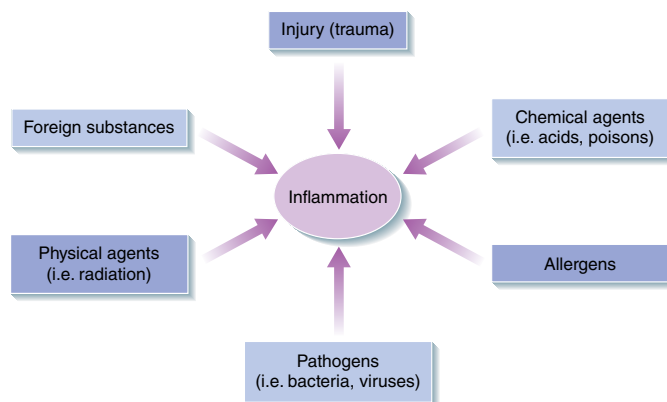 Injury (trauma)
Foreign substances
Chemical agents
(i.e. acids, poisons)
Inflammation
Physical agents
(i.e. radiation)
Allergens
Pathogens
(i.e. bacteria, viruses)